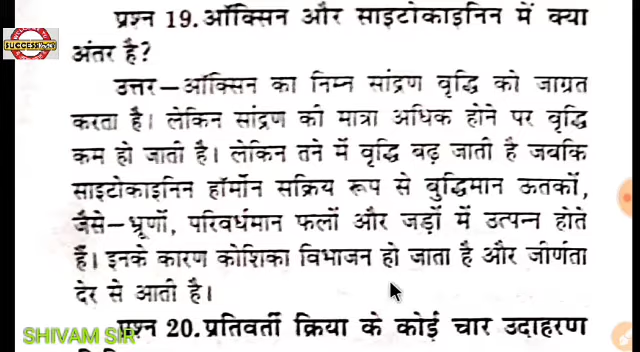 प्रश्न 19. ऑक्सिन और साइटोकाइनिन में क्या
अंतर है?
SUCCESS
उत्तर – ऑक्सिन का निम्न सांद्रण वृद्धि को जाग्रत
करता है। लेकिन सांद्रण की मात्रा अधिक होने पर वृद्धि
कम हो जाती है। लेकिन तने में वृद्धि बढ़ जाती है जबकि
साइटोकाइनिन हॉर्मोन सक्रिय रूप से बुद्धिमान ऊतकों,
जैसे–भ्रूणों, परिवर्धमान फलों और जड़ों में उत्पन्न होते
हैं। इनके कारण कोशिका विभाजन हो जाता है और जीर्णता
देर से आती है।
SHIVAM SIR
प्रश्न 20. प्रतिवर्ती क्रिया के कोई चार उदाहरण